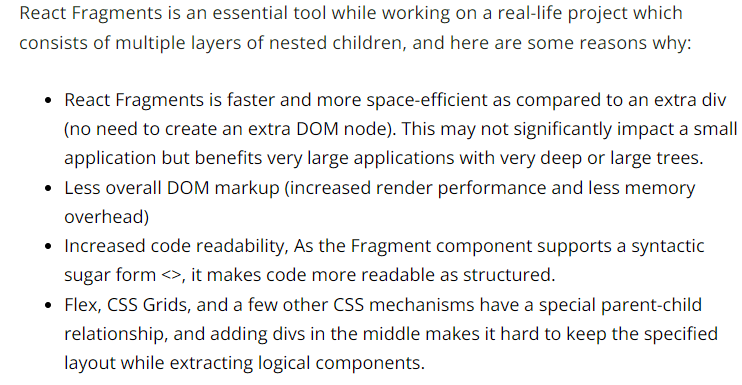 React Fragments is an essential tool while working on a real-life project which
consists of multiple layers of nested children, and here are some reasons why:
• React Fragments is faster and more space-efficient as compared to an extra div
(no need to create an extra DOM node). This may not significantly impact a small
application but benefits very large applications with very deep or large trees.
• Less overall DOM markup (increased render performance and less memory
overhead)
• Increased code readability, As the Fragment component supports a syntactic
sugar form <>, it makes code more readable as structured.
• Flex, CSS Grids, and a few other CSS mechanisms have a special parent-child
relationship, and adding divs in the middle makes it hard to keep the specified
layout while extracting logical components.